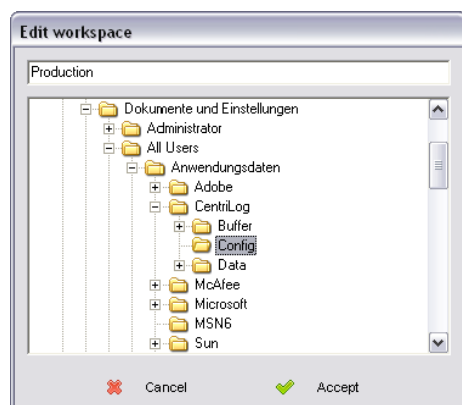 Edit workspace
Production
Dokumente und Einstellungen
Administrator
All Users
Anwendungsdaten
Adobe
CentriLog
Buffer
Config
Data
McAfee
Microsoft
MSN6
Sun
Cancel Accept